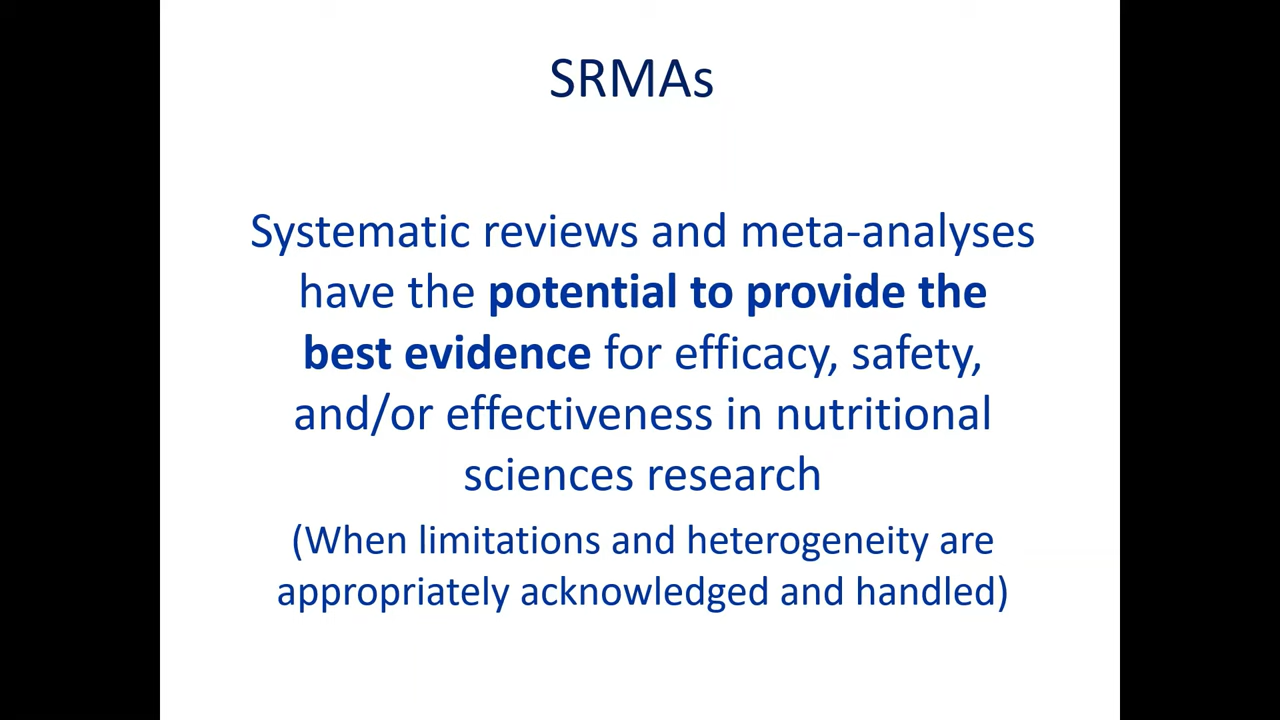 SRMAs
Systematic reviews and meta-analyses
have the potential to provide the
best evidence for efficacy, safety,
and/or effectiveness in nutritional
sciences research
(When limitations and heterogeneity are
appropriately acknowledged and handled)